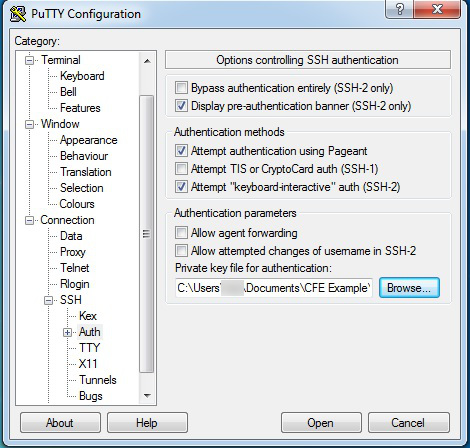 PuTTY Configuration
?
Category:
Terminal
Keyboard
Bell
Features
Window
Appearance
Behaviour
Translation
Selection
Colours
Connection
Data
Proxy
Telnet
Rlogin
SSH
Kex
Auth
TTY
X11
Tunnels
Bugs
Options controlling SSH authentication
Bypass authentication entirely (SSH-2 only)
Display pre-authentication banner (SSH-2 only)
Authentication methods
Attempt authentication using Pageant
Attempt TIS or CryptoCard auth (SSH-1)
Attempt "keyboard-interactive" auth (SSH-2)
Authentication parameters
Allow agent forwarding
Allow attempted changes of username in SSH-2
Private key file for authentication:
C:\Users\ \Documents\CFE Example\
Browse...
About
Help
Open
Cancel